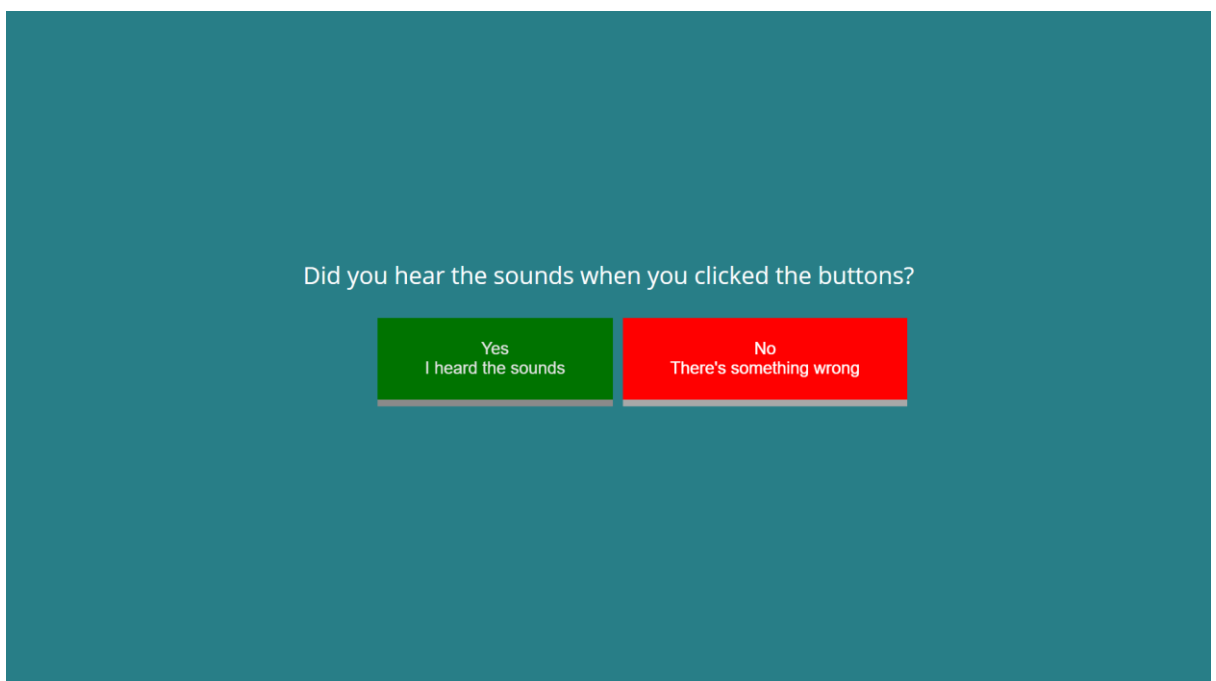 Did you hear the sounds when you clicked the buttons?
Yes
I heard the sounds
No
There's something wrong